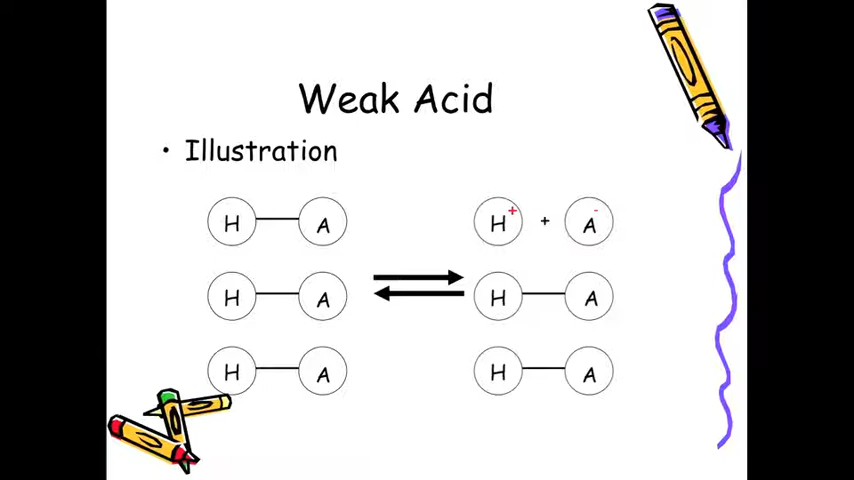 Weak Acid
• Illustration
H A H+ + A-
H A H A
H A H A